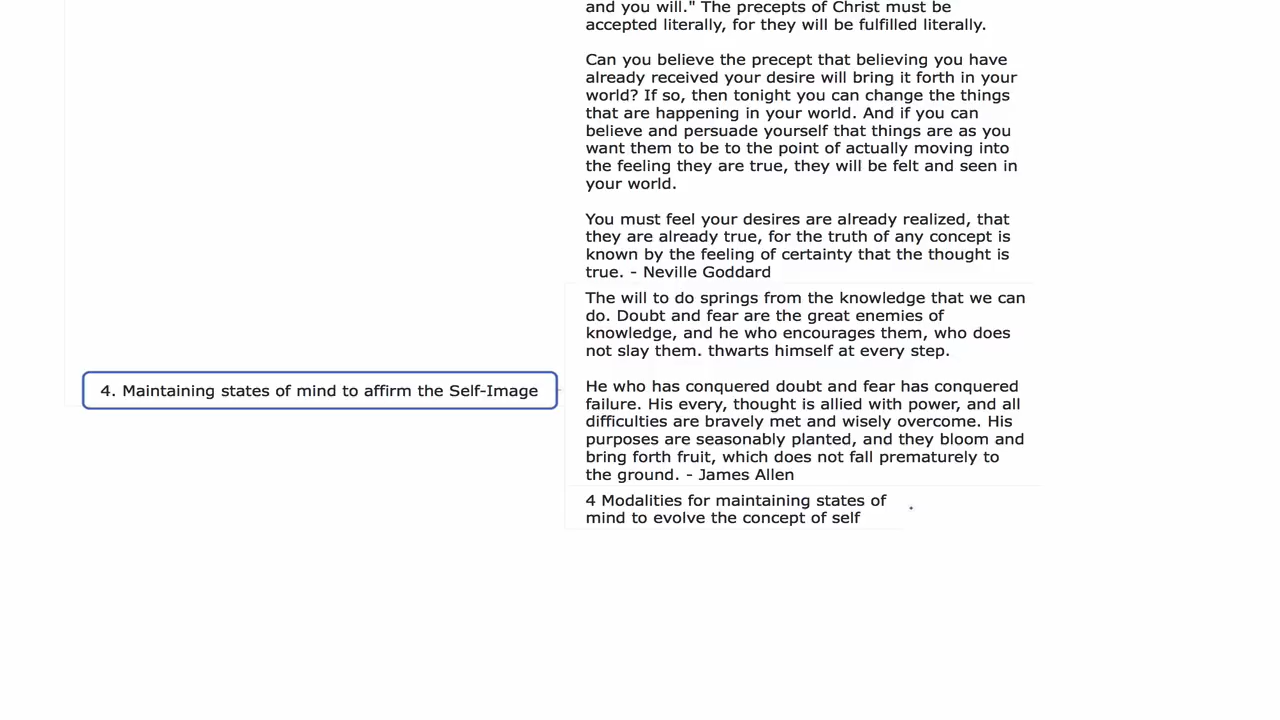 and you will." The precepts of Christ must be
accepted literally, for they will be fulfilled literally.
Can you believe the precept that believing you have
already received your desire will bring it forth in your
world? If so, then tonight you can change the things
that are happening in your world. And if you can
believe and persuade yourself that things are as you
want them to be to the point of actually moving into
the feeling they are true, they will be felt and seen in
your world.
You must feel your desires are already realized, that
they are already true, for the truth of any concept is
known by the feeling of certainty that the thought is
true. - Neville Goddard
The will to do springs from the knowledge that we can
do. Doubt and fear are the great enemies of
knowledge, and he who encourages them, who does
not slay them. thwarts himself at every step.
4. Maintaining states of mind to affirm the Self-Image
He who has conquered doubt and fear has conquered
failure. His every, thought is allied with power, and all
difficulties are bravely met and wisely overcome. His
purposes are seasonably planted, and they bloom and
bring forth fruit, which does not fall prematurely to
the ground. - James Allen
4 Modalities for maintaining states of
mind to evolve the concept of self